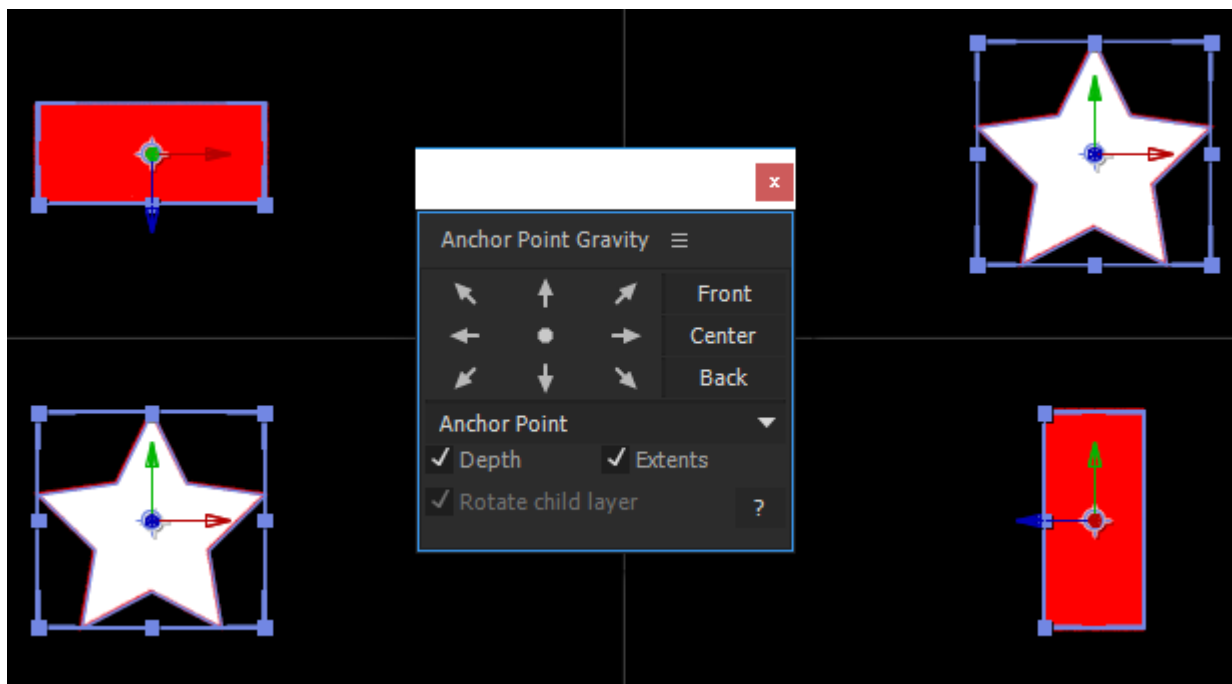 x
Anchor Point Gravity
Front
Center
Back
Anchor Point
Depth Extents
Rotate child layer ?